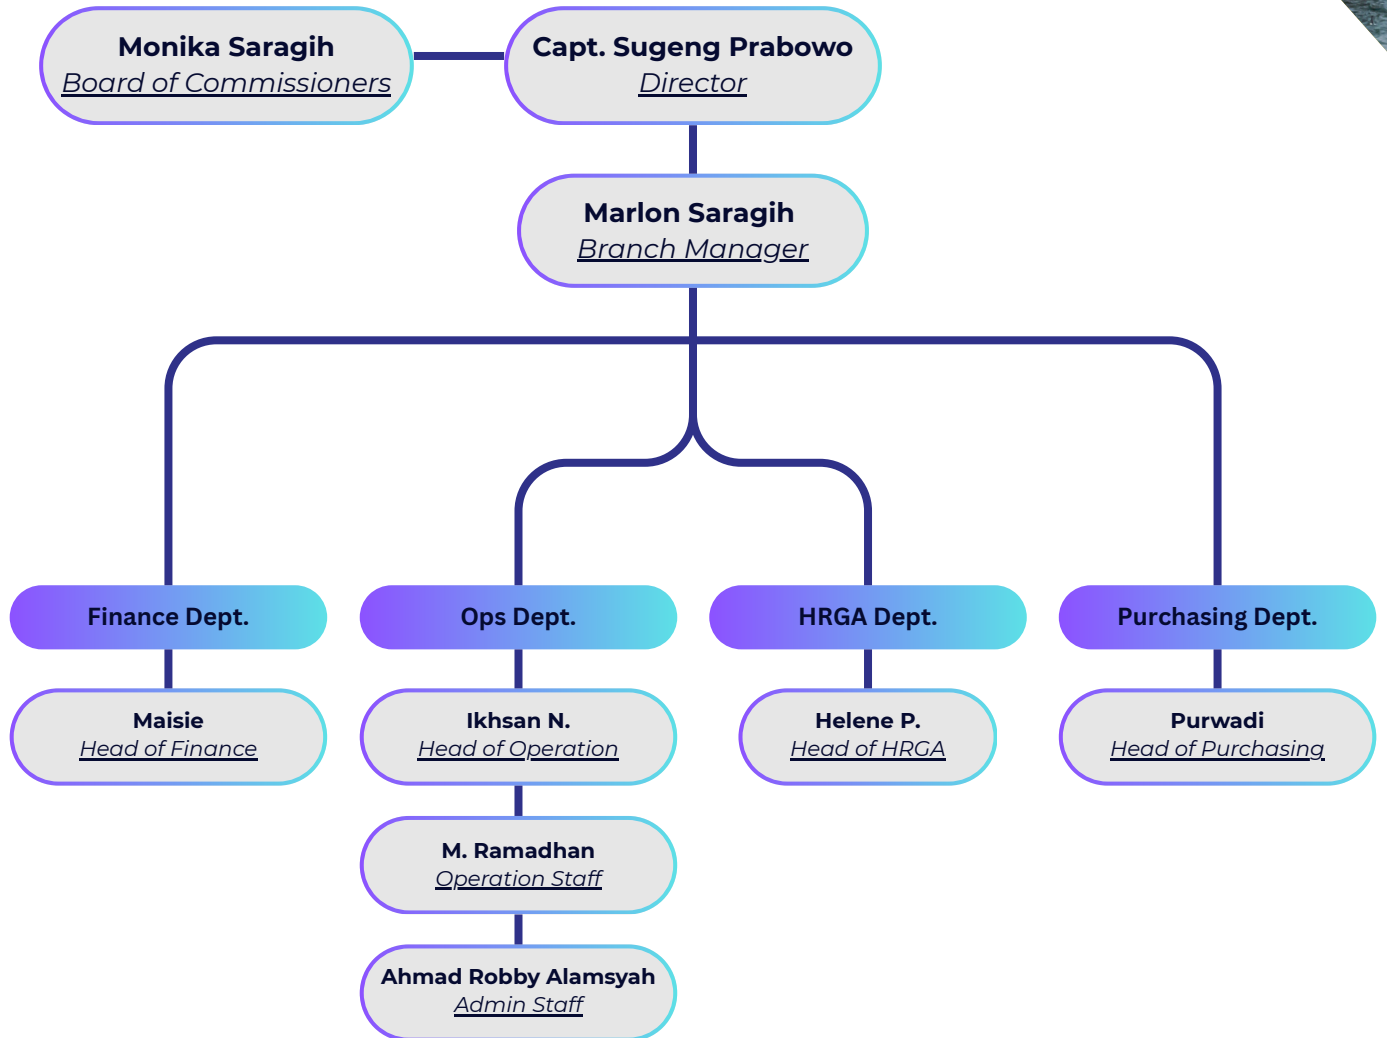 Monika Saragih
Board of Commissioners
Capt. Sugeng Prabowo
Director
Marlon Saragih
Branch Manager
Finance Dept.
Ops Dept.
HRGA Dept.
Purchasing Dept.
Maisie
Head of Finance
Ikhsan N.
Head of Operation
Helene P.
Head of HRGA
Purwadi
Head of Purchasing
M. Ramadhan
Operation Staff
Ahmad Robby Alamsyah
Admin Staff